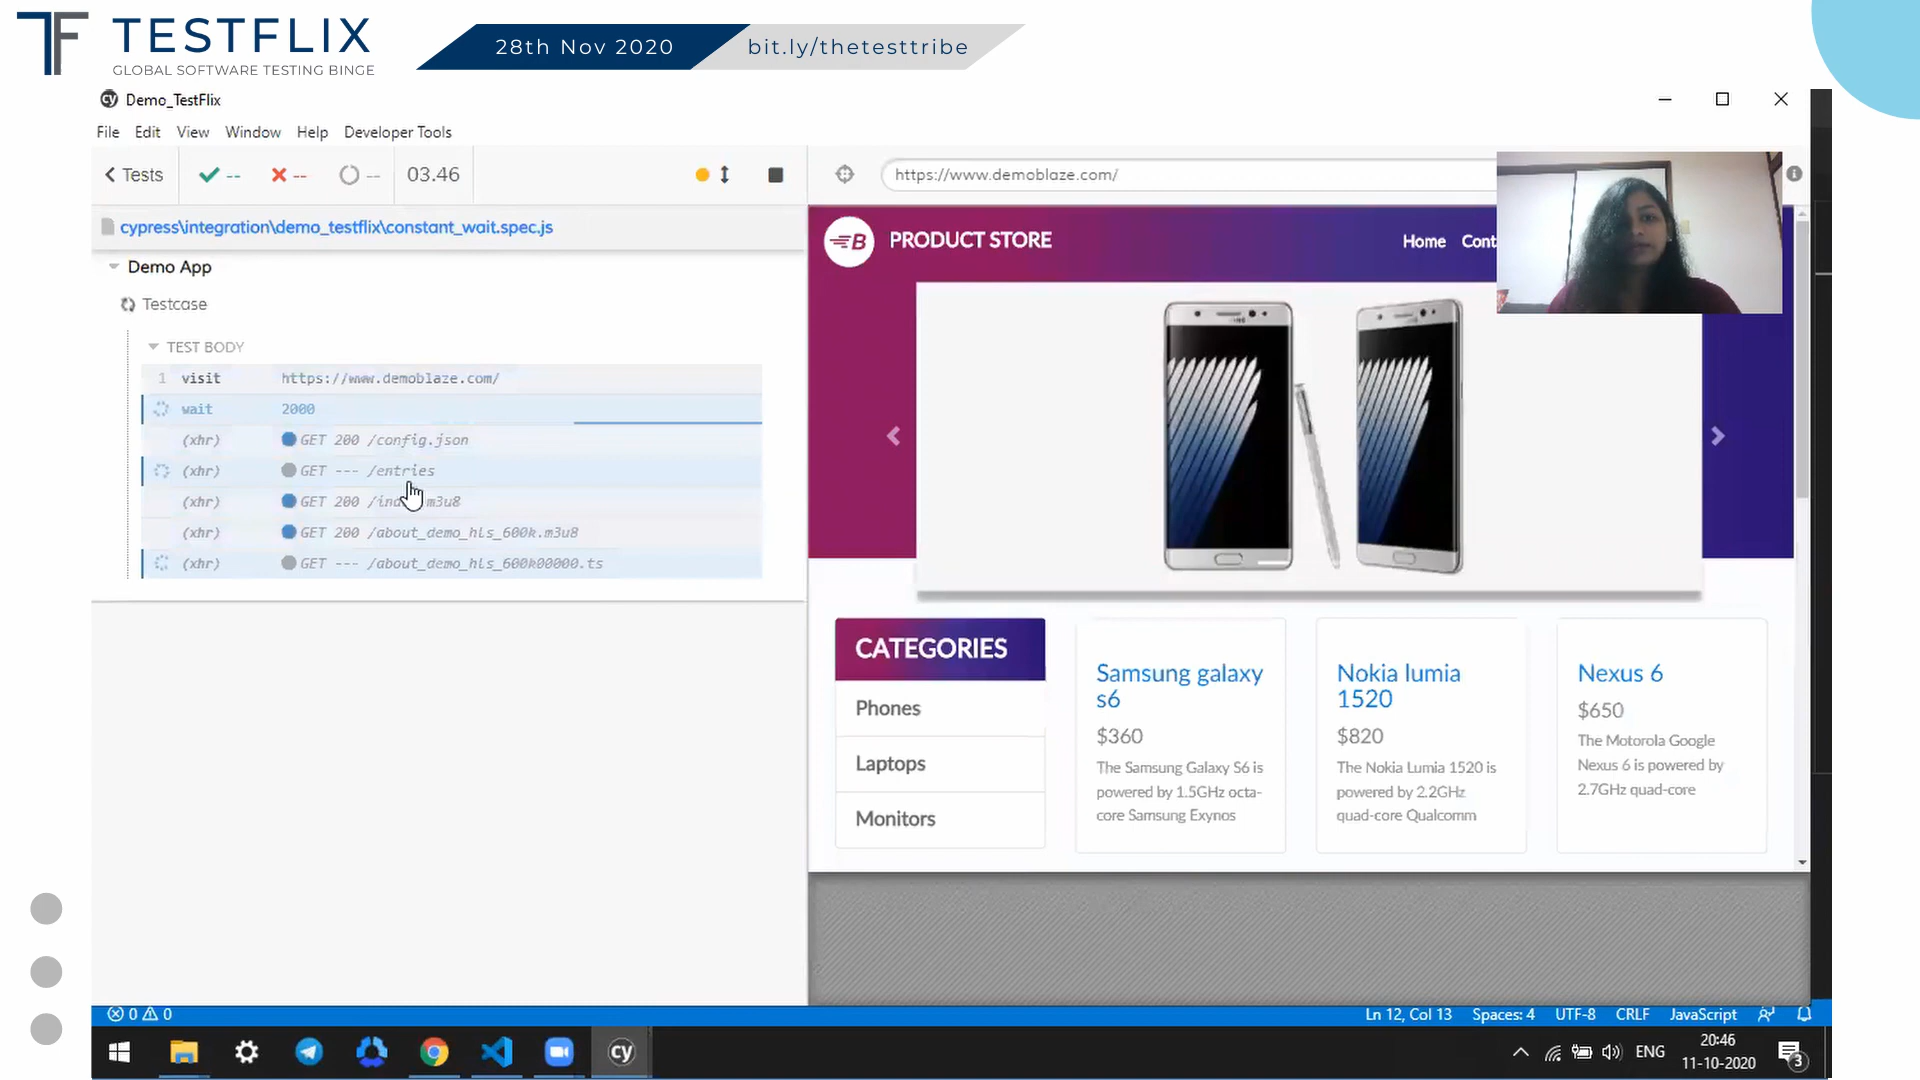 TF TESTFLIX
GLOBAL SOFTWARE TESTING BINGE
28th Nov 2020 bit.ly/thetesttribe
cy Demo_TestFlix
File Edit View Window Help Developer Tools
Tests -- -- -- 03.46
https://www.demoblaze.com/
cypress\integration\demo_testflix\constant_wait.spec.js
Demo App
Testcase
TEST BODY
1 visit https://www.demoblaze.com/
wait 2000
(xhr) GET 200 /config.json
(xhr) GET --- /entries
(xhr) GET 200
(xhr) GET 200 /about_demo_hls_600k.m3u8
(xhr) GET --- /about_demo_hls_600k00000.ts
B PRODUCT STORE Home
CATEGORIES
Phones
Laptops
Monitors
Samsung galaxy
s6
$360
The Samsung Galaxy S6 is
powered by 1.5GHz octa-
core Samsung Exynos
Nokia lumia
1520
$820
The Nokia Lumia 1520 is
powered by 2.2GHz
quad-core Qualcomm
Nexus 6
$650
The Motorola Google
Nexus 6 is powered by
2.7GHz quad-core
0 0 Ln 12, Col 13 Spaces: 4 UTF-8 CRLF JavaScript
cy ENG 20:46
11-10-2020 3